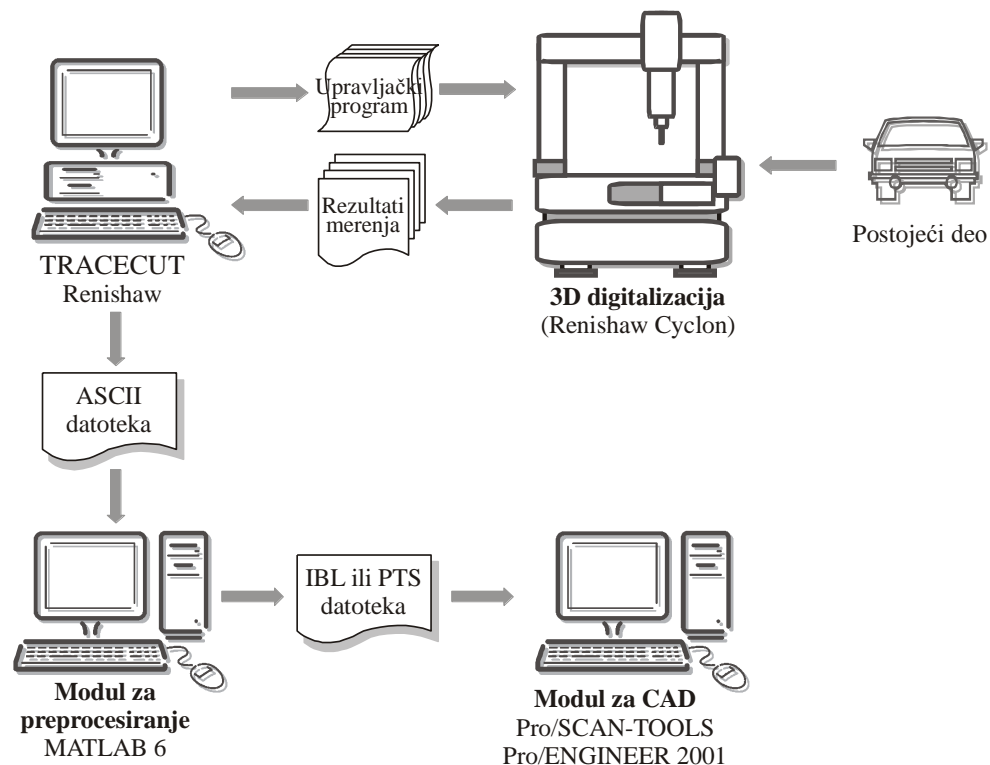 Upravljački
program
Rezultati
merenja
TRACECUT
Renishaw
3D digitalizacija
(Renishaw Cyclon)
Postojeći deo
ASCII
datoteka
IBL ili PTS
datoteka
Modul za
preprocesiranje
MATLAB 6
Modul za CAD
Pro/SCAN-TOOLS
Pro/ENGINEER 2001